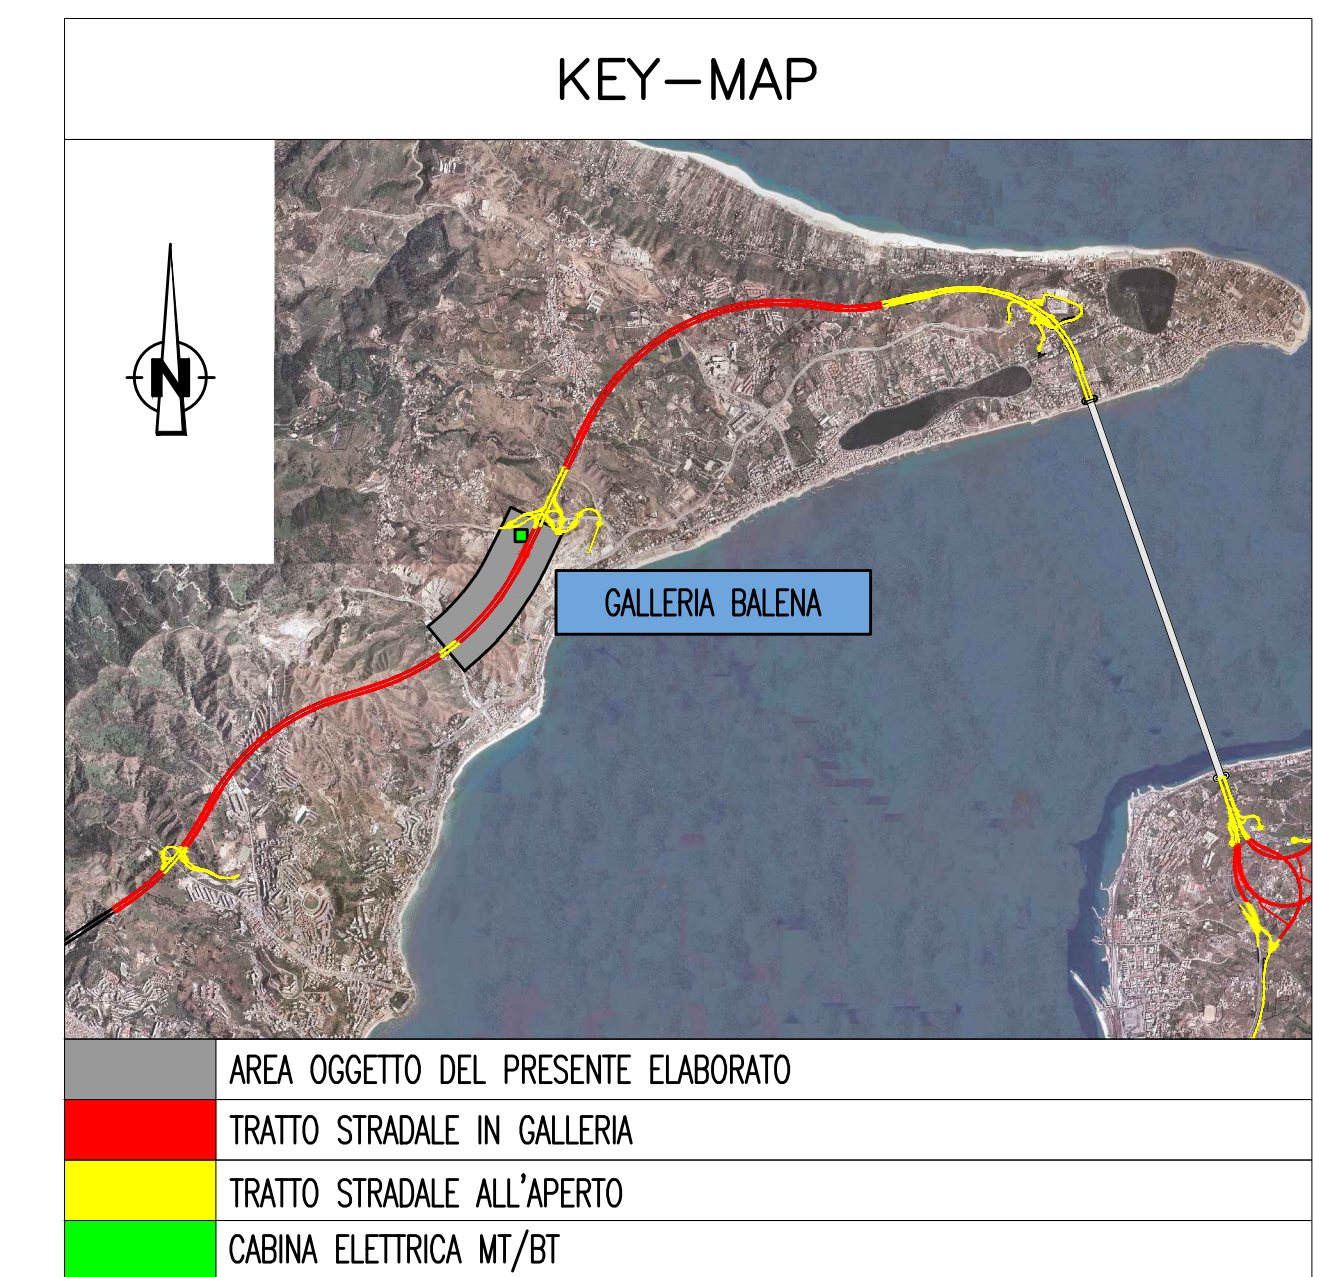 KEY-MAP
N
GALLERIA BALENA
AREA OGGETTO DEL PRESENTE ELABORATO
TRATTO STRADALE IN GALLERIA
TRATTO STRADALE ALL'APERTO
CABINA ELETTRICA MT/BT